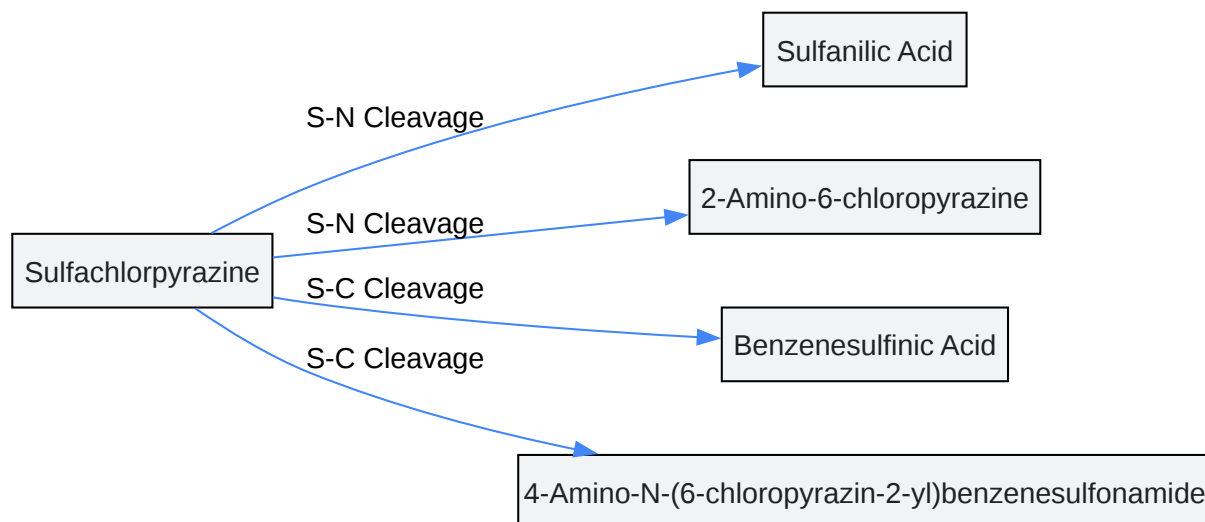 Sulfanilic Acid
S-N Cleavage
2-Amino-6-chloropyrazine
S-N Cleavage
Sulfachlorpyrazine
S-C Cleavage
Benzenesulfinic Acid
S-C Cleavage
4-Amino-N-(6-chloropyrazin-2-yl)benzenesulfonamide